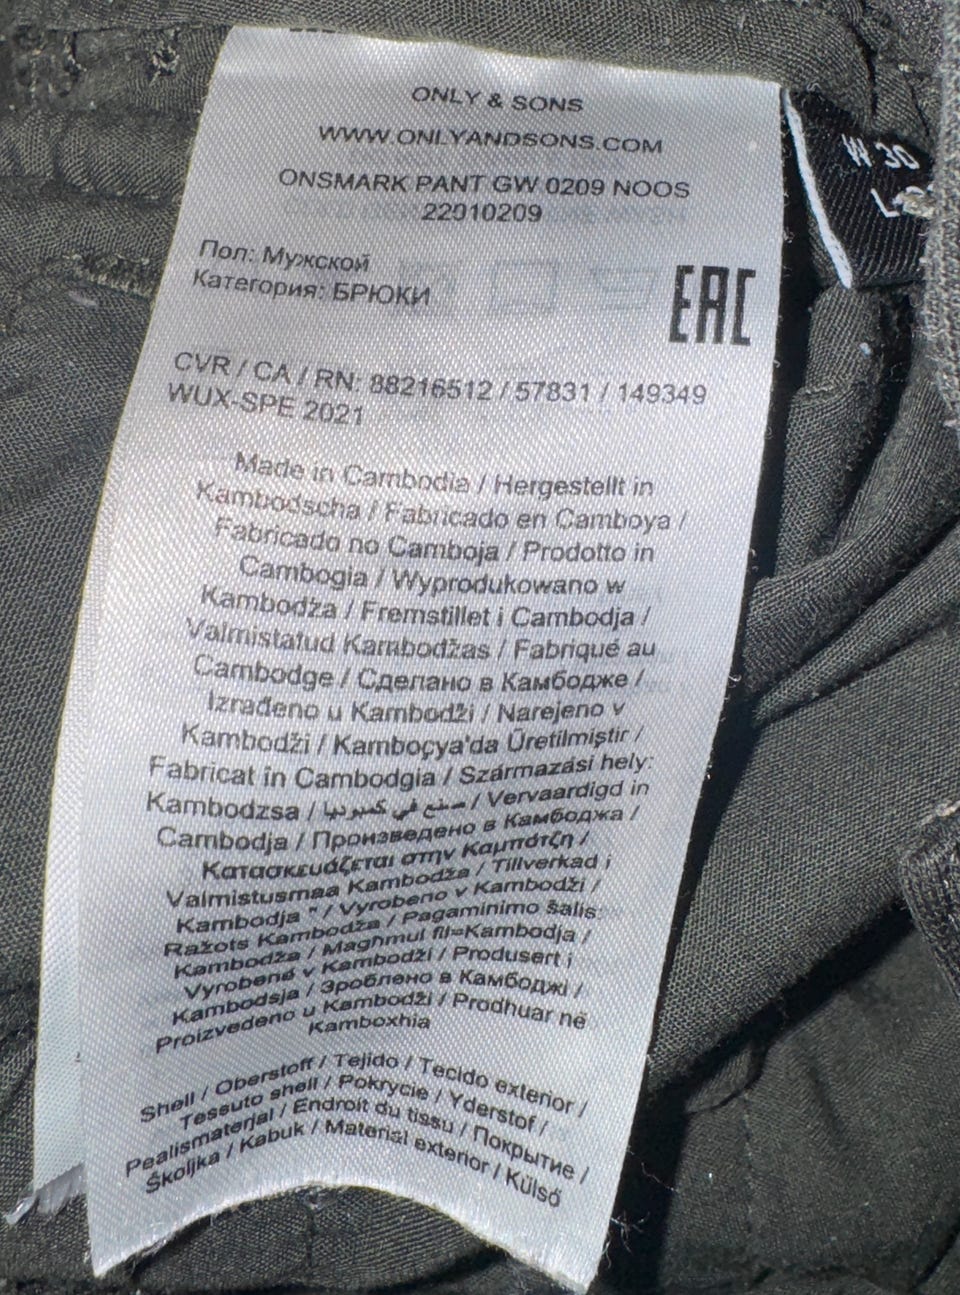 ONLY & SONS
WWW.ONLYANDSONS.COM
ONSMARK PANT GW 0209 NOOS
22010209
Пол: Мужской
Категория: БРЮКИ
EAC
CVR / CA / RN: 88216512 / 57831 / 149349
WUX-SPE 2021
Made in Cambodia / Hergestellt in
Kambodscha / Fabricado en Camboya /
Fabricado no Camboja / Prodotto in
Cambogia / Wyprodukowano w
Kambodża / Fremstillet i Cambodja /
Valmistatud Kambodžas / Fabriqué au
Cambodge / Сделано в Камбодже /
Izrađeno u Kambodži / Narejeno v
Kambodži / Kamboçya'da Üretilmiştir /
Fabricat în Cambodgia / Származási hely:
Kambodzsa / صنع في كمبوديا / Vervaardigd in
Cambodja / Произведено в Камбоджа /
Κατασκευάζεται στην Καμπότζη /
Valmistusmaa Kambodža / Tillverkad i
Kambodja " / Vyrobeno v Kambodži /
Ražots Kambodža / Pagaminimo šalis:
Kambodža / Maghmul fil=Kambodja /
Vyrobené v Kambodži / Produsert i
Kambodsja / Зроблено в Камбоджі /
Proizvedeno u Kambodži / Prodhuar në
Kamboxhia
Shell / Oberstoff / Tejido / Tecido exterior /
Tessuto shell / Pokrycie / Yderstof /
Pealismaterjal / Endroit du tissu / Покрытие /
Školjka / Kabuk / Material exterior / Külső
W 30